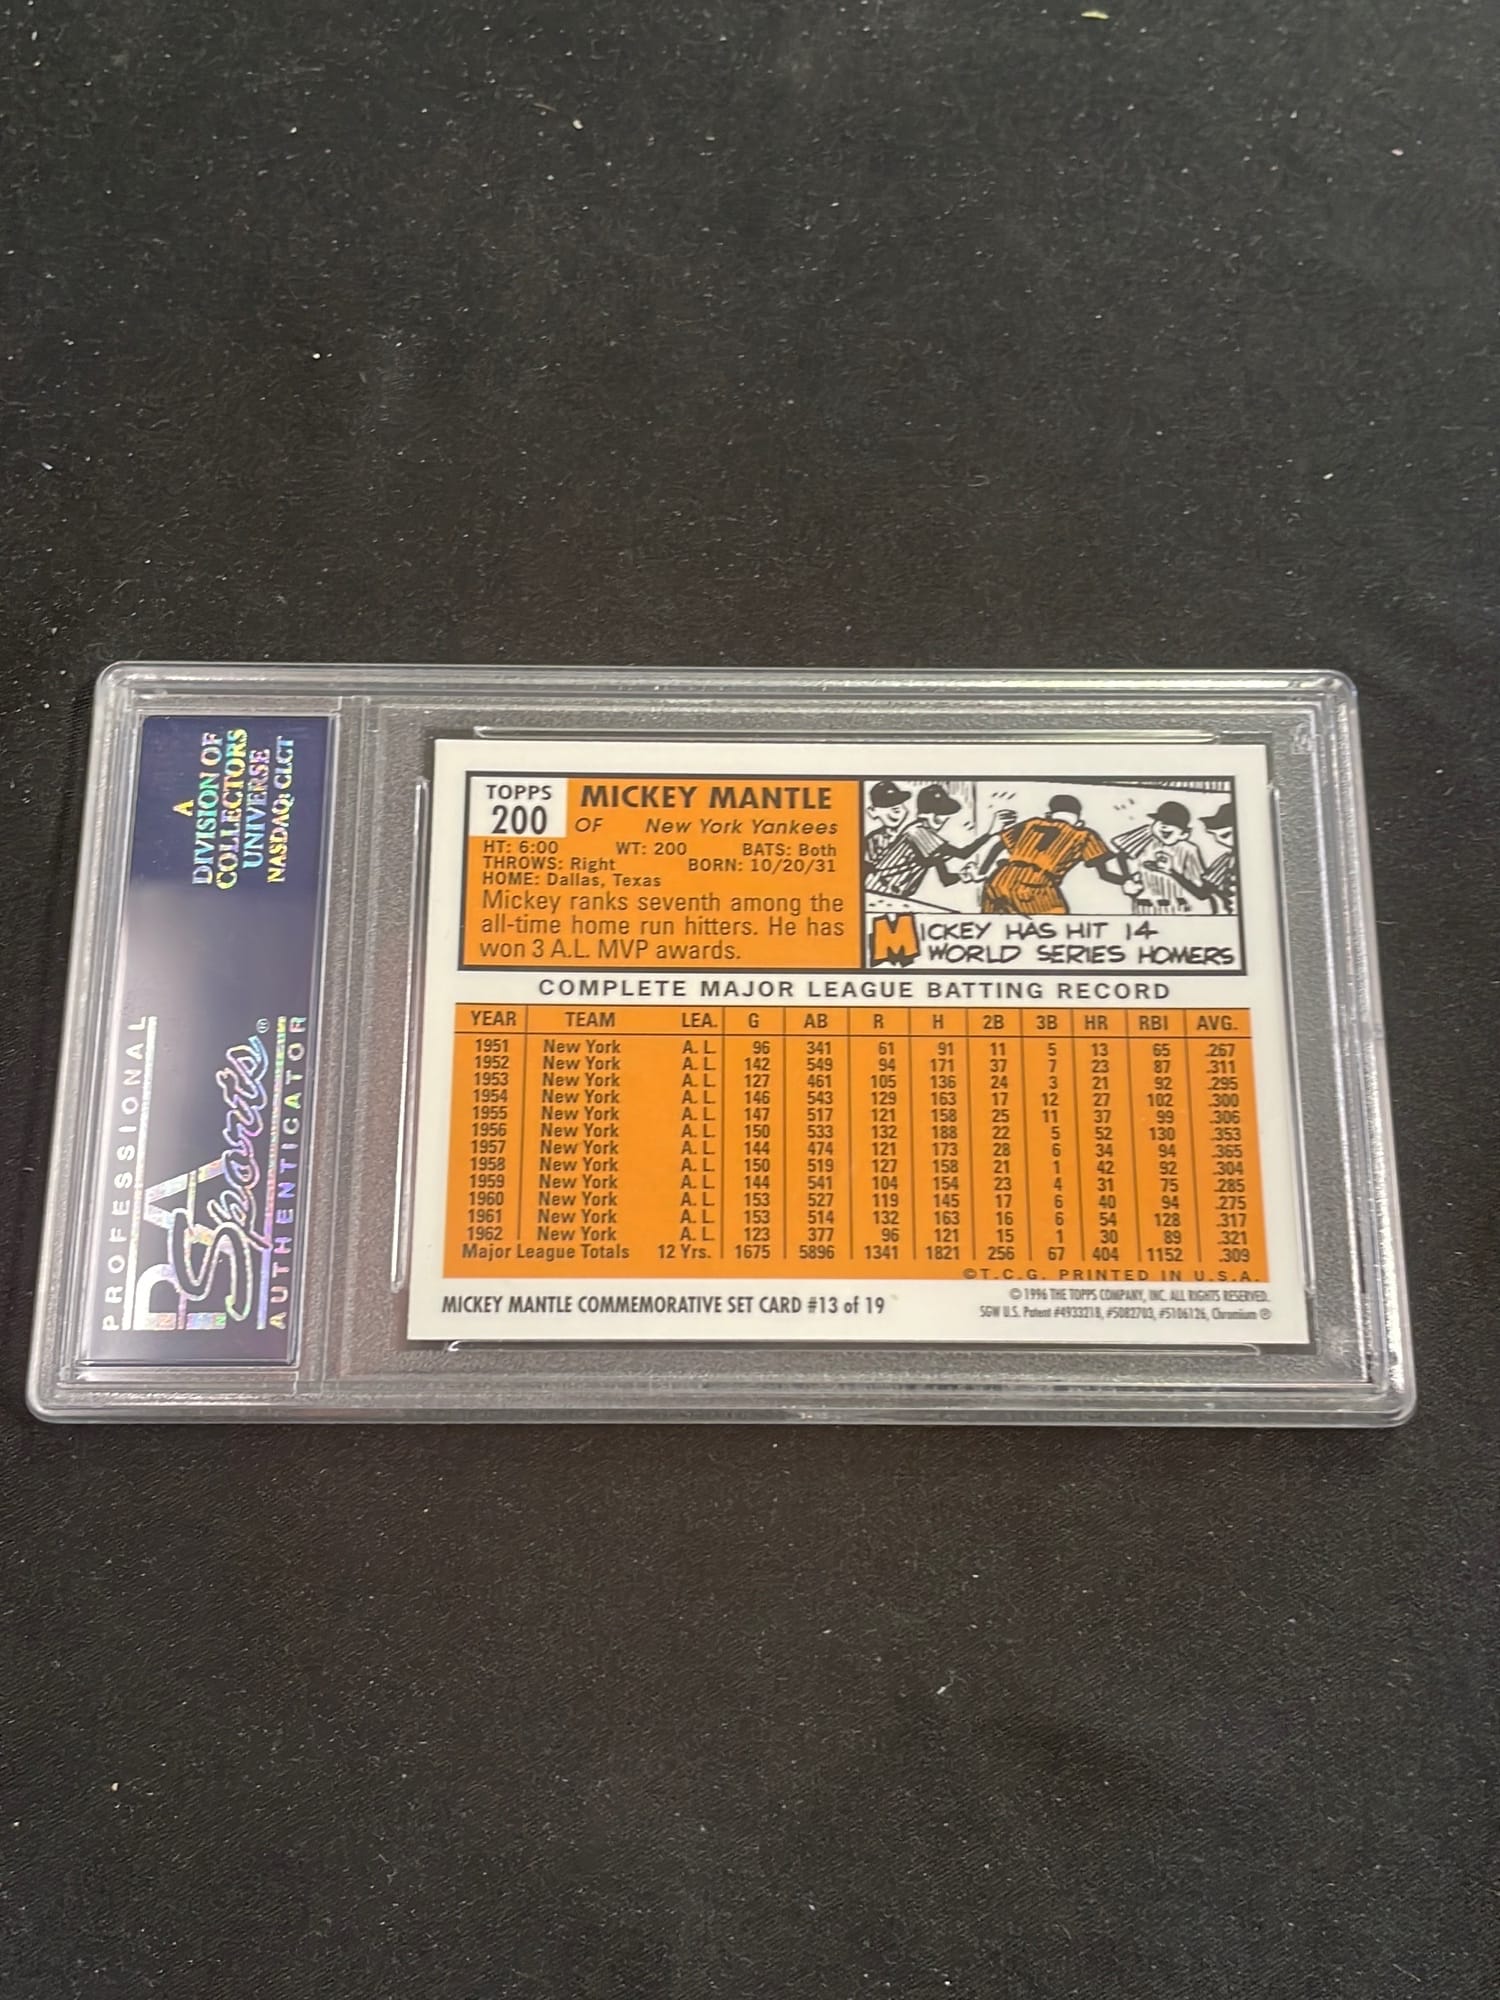 A
DIVISION OF
COLLECTORS
UNIVERSE
NASDAQ: CLCT
PROFESSIONAL
PSA
Sports®
AUTHENTICATOR
TOPPS
200
MICKEY MANTLE
OF New York Yankees
HT: 6:00 WT: 200 BATS: Both
THROWS: Right BORN: 10/20/31
HOME: Dallas, Texas
Mickey ranks seventh among the
all-time home run hitters. He has
won 3 A.L. MVP awards.
7
MICKEY HAS HIT 14
WORLD SERIES HOMERS
COMPLETE MAJOR LEAGUE BATTING RECORD
YEAR TEAM LEA. G AB R H 2B 3B HR RBI AVG.
1951 New York A. L. 96 341 61 91 11 5 13 65 .267
1952 New York A. L. 142 549 94 171 37 7 23 87 .311
1953 New York A. L. 127 461 105 136 24 3 21 92 .295
1954 New York A. L. 146 543 129 163 17 12 27 102 .300
1955 New York A. L. 147 517 121 158 25 11 37 99 .306
1956 New York A. L. 150 533 132 188 22 5 52 130 .353
1957 New York A. L. 144 474 121 173 28 6 34 94 .365
1958 New York A. L. 150 519 127 158 21 1 42 92 .304
1959 New York A. L. 144 541 104 154 23 4 31 75 .285
1960 New York A. L. 153 527 119 145 17 6 40 94 .275
1961 New York A. L. 153 514 132 163 16 6 54 128 .317
1962 New York A. L. 123 377 96 121 15 1 30 89 .321
Major League Totals 12 Yrs. 1675 5896 1341 1821 256 67 404 1152 .309
©T.C.G. PRINTED IN U.S.A.
MICKEY MANTLE COMMEMORATIVE SET CARD #13 of 19
© 1996 THE TOPPS COMPANY, INC. ALL RIGHTS RESERVED.
SGW U.S. Patent #4933218, #5082703, #5106126, Chromium ®